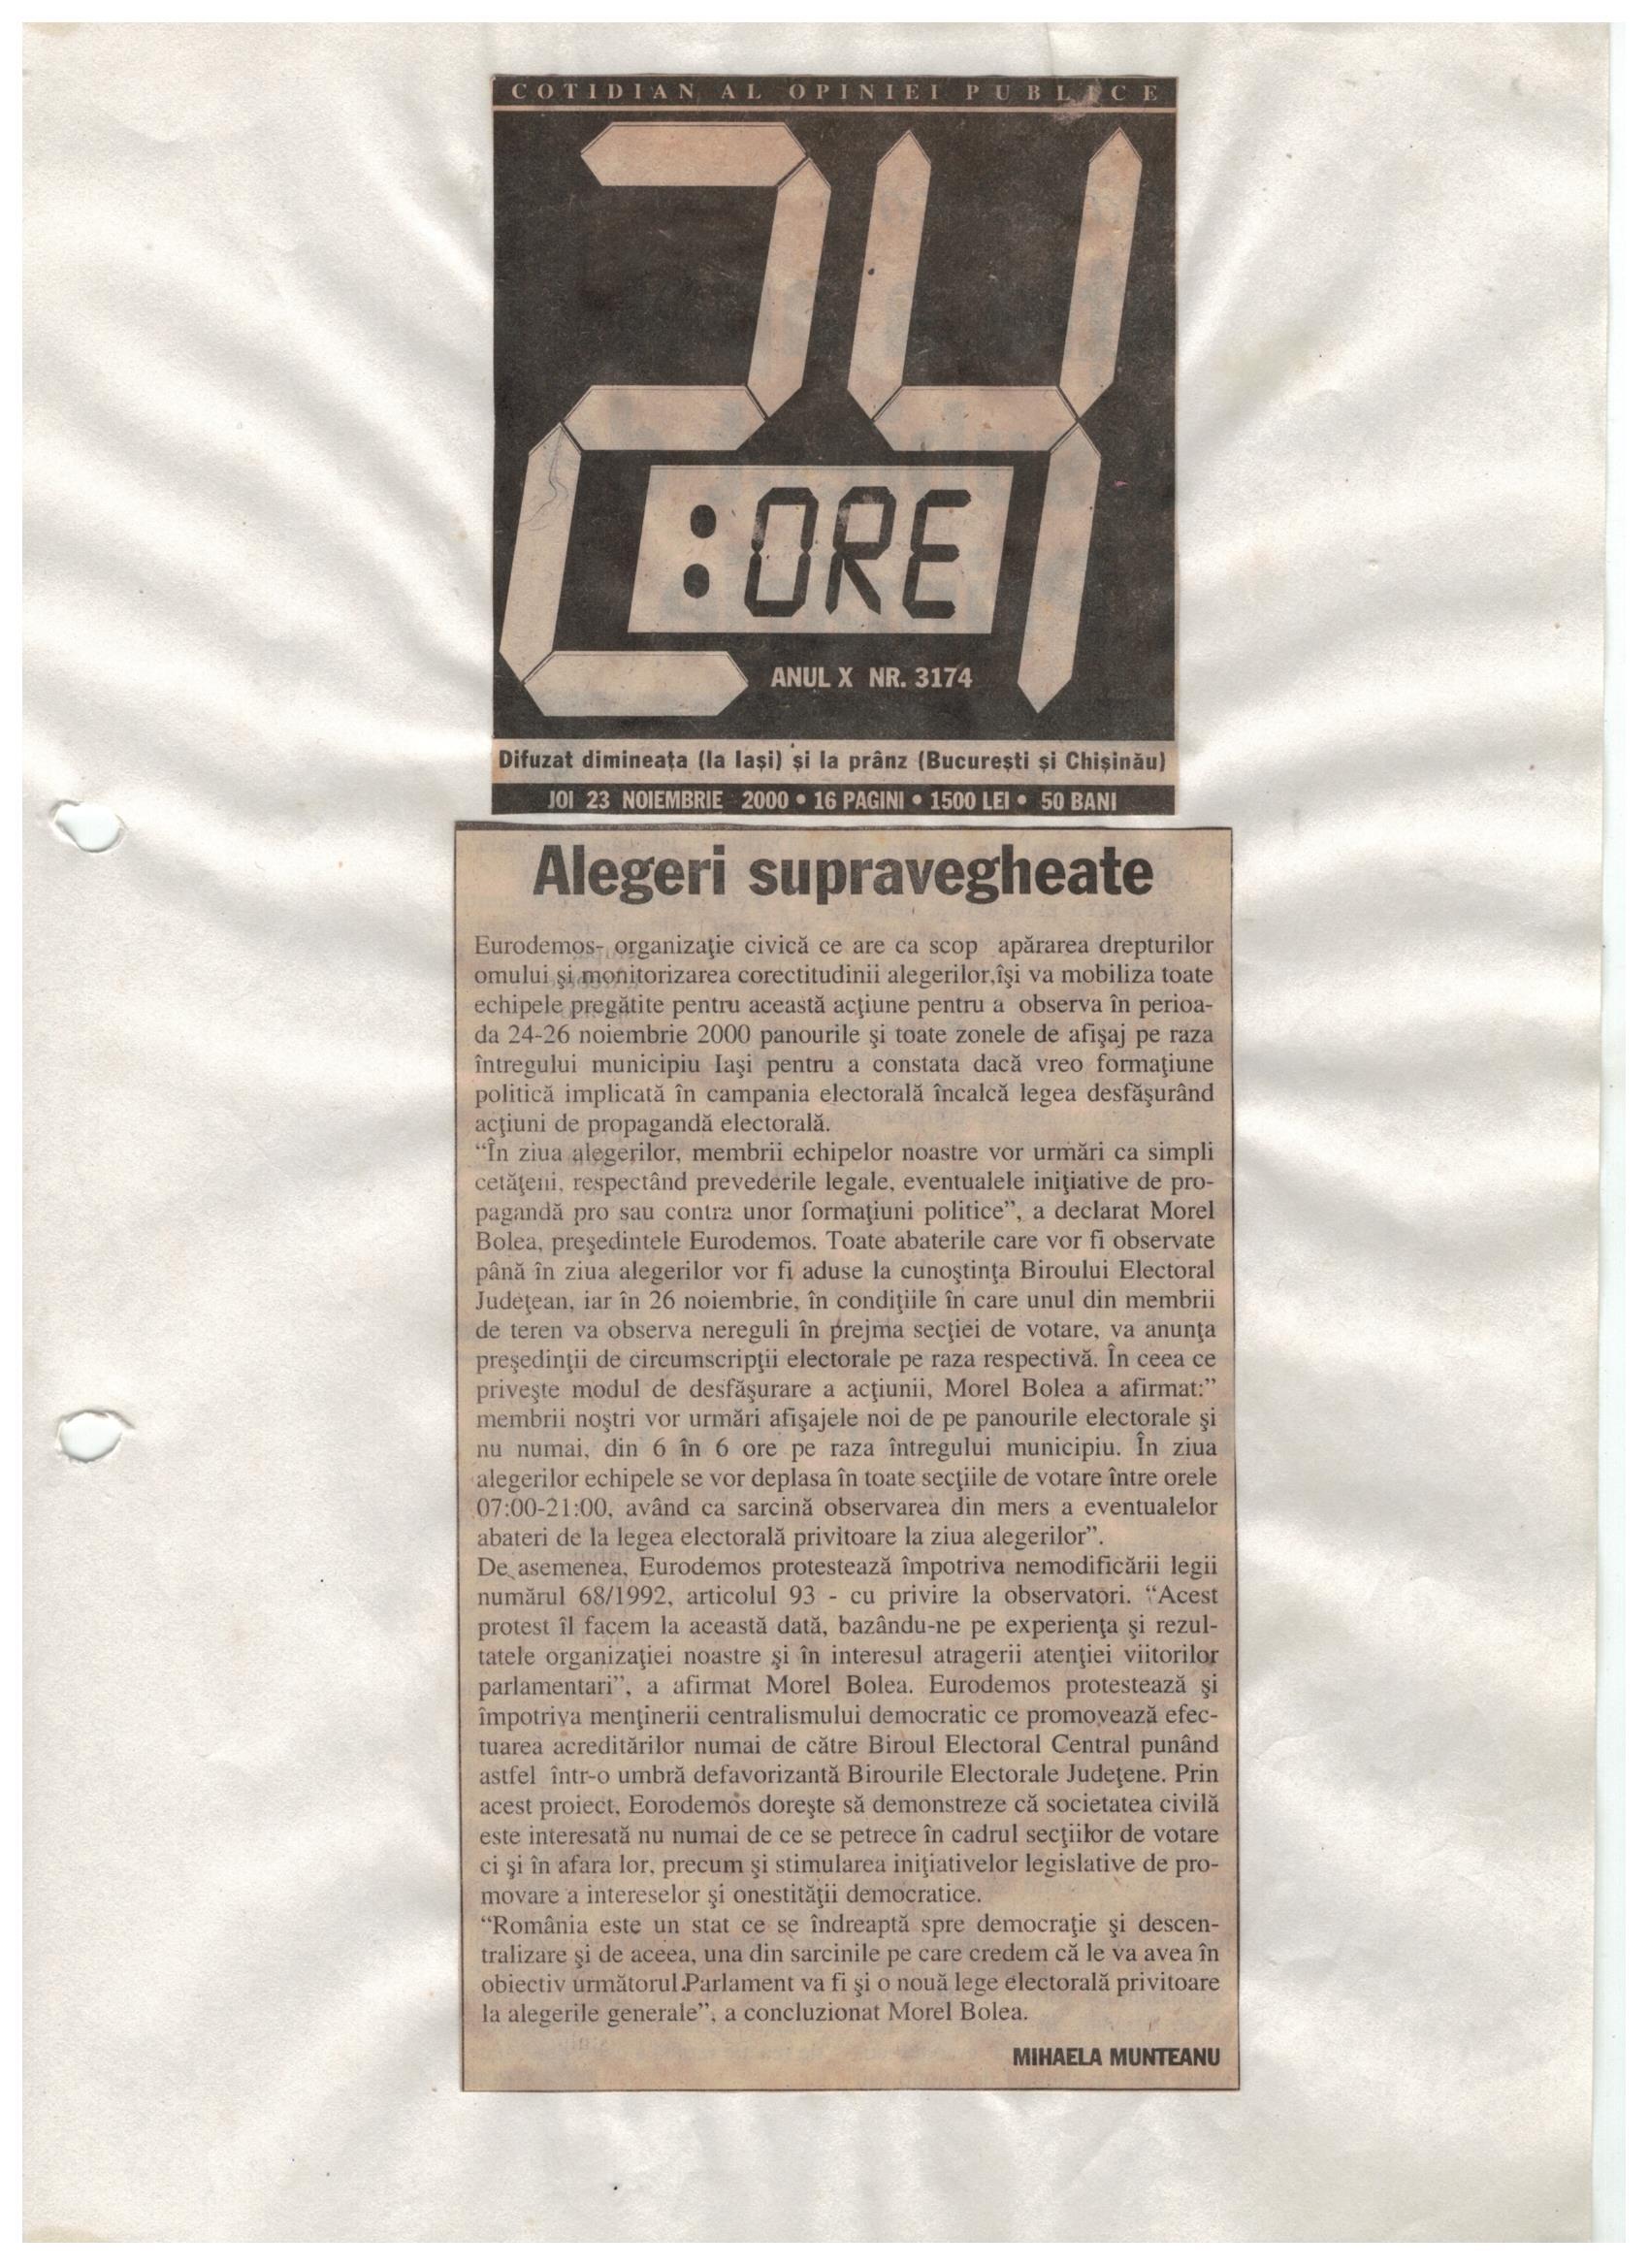 COTIDIAN AL OPINIEI PUBLICE
24
:ORE
ANUL X NR. 3174
Difuzat dimineaţa (la Iaşi) şi la prânz (Bucureşti şi Chişinău)
JOI 23 NOIEMBRIE 2000 • 16 PAGINI • 1500 LEI • 50 BANI
Alegeri supravegheate
Eurodemos- organizaţie civică ce are ca scop apărarea drepturilor
omului şi monitorizarea corectitudinii alegerilor,îşi va mobiliza toate
echipele pregătite pentru această acţiune pentru a observa în perioa-
da 24-26 noiembrie 2000 panourile şi toate zonele de afişaj pe raza
întregului municipiu Iaşi pentru a constata dacă vreo formaţiune
politică implicată în campania electorală încalcă legea desfăşurând
acţiuni de propagandă electorală.
“În ziua alegerilor, membrii echipelor noastre vor urmări ca simpli
cetăţeni, respectând prevederile legale, eventualele iniţiative de pro-
pagandă pro sau contra unor formaţiuni politice”, a declarat Morel
Bolea, preşedintele Eurodemos. Toate abaterile care vor fi observate
până în ziua alegerilor vor fi aduse la cunoştinţa Biroului Electoral
Judeţean, iar în 26 noiembrie, în condiţiile în care unul din membrii
de teren va observa nereguli în prejma secţiei de votare, va anunţa
preşedinţii de circumscripţii electorale pe raza respectivă. În ceea ce
priveşte modul de desfăşurare a acţiunii, Morel Bolea a afirmat:”
membrii noştri vor urmări afişajele noi de pe panourile electorale şi
nu numai, din 6 în 6 ore pe raza întregului municipiu. În ziua
alegerilor echipele se vor deplasa în toate secţiile de votare între orele
07:00-21:00, având ca sarcină observarea din mers a eventualelor
abateri de la legea electorală privitoare la ziua alegerilor”.
De asemenea, Eurodemos protestează împotriva nemodificării legii
numărul 68/1992, articolul 93 - cu privire la observatori. “Acest
protest îl facem la această dată, bazându-ne pe experienţa şi rezul-
tatele organizaţiei noastre şi în interesul atragerii atenţiei viitorilor
parlamentari”, a afirmat Morel Bolea. Eurodemos protestează şi
împotriva menţinerii centralismului democratic ce promovează efec-
tuarea acreditărilor numai de către Biroul Electoral Central punând
astfel într-o umbră defavorizantă Birourile Electorale Judeţene. Prin
acest proiect, Eorodemos doreşte să demonstreze că societatea civilă
este interesată nu numai de ce se petrece în cadrul secţiilor de votare
ci şi în afara lor, precum şi stimularea iniţiativelor legislative de pro-
movare a intereselor şi onestităţii democratice.
“România este un stat ce se îndreaptă spre democraţie şi descen-
tralizare şi de aceea, una din sarcinile pe care credem că le va avea în
obiectiv următorul Parlament va fi şi o nouă lege electorală privitoare
la alegerile generale”, a concluzionat Morel Bolea.
MIHAELA MUNTEANU